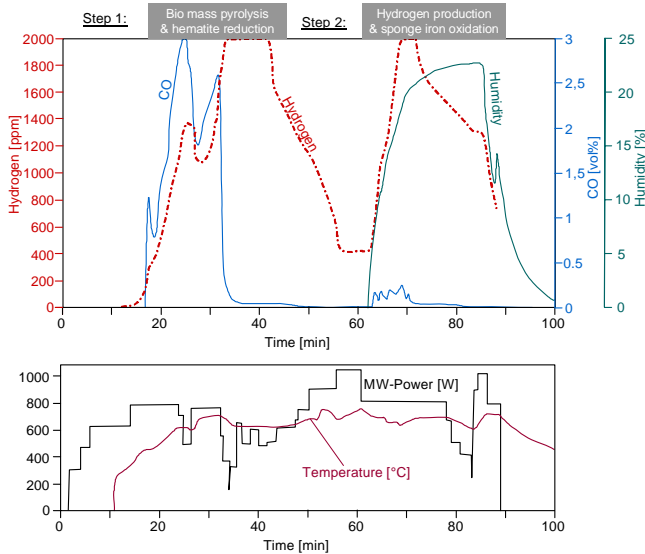 Step 1:
Bio mass pyrolysis
& hematite reduction
Step 2:
Hydrogen production
& sponge iron oxidation
2000
1800
1600
1400
1200
1000
800
600
400
200
0
Hydrogen [ppm]
CO
Hydrogen
Humidity
3
2,5
2
1,5
1
0.5
0
CO [vol%]
25
20
15
10
5
0
Humidity [%]
0
20
40
60
80
100
Time [min]
1000
800
600
400
200
0
MW-Power [W]
Temperature [°C]
0
20
40
60
80
100
Time [min]